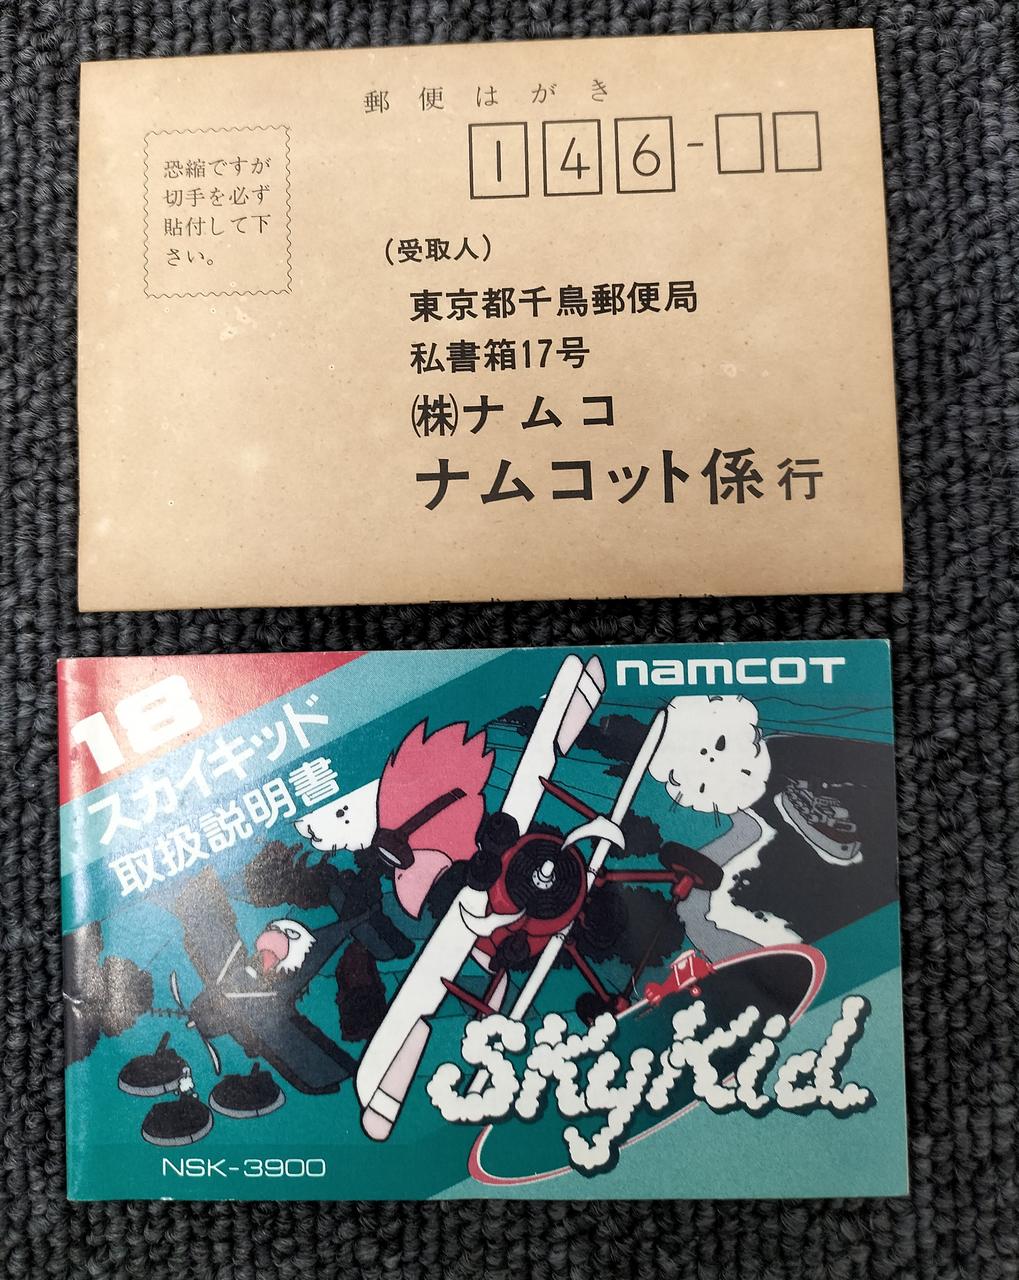 郵便はがき
146-
恐縮ですが
切手を必ず
貼付して下
さい。
(受取人)
東京都千鳥郵便局
私書箱17号
㈱ナムコ
ナムコット係行
namcot
18
スカイキッド
取扱説明書
SkyKid
NSK-3900